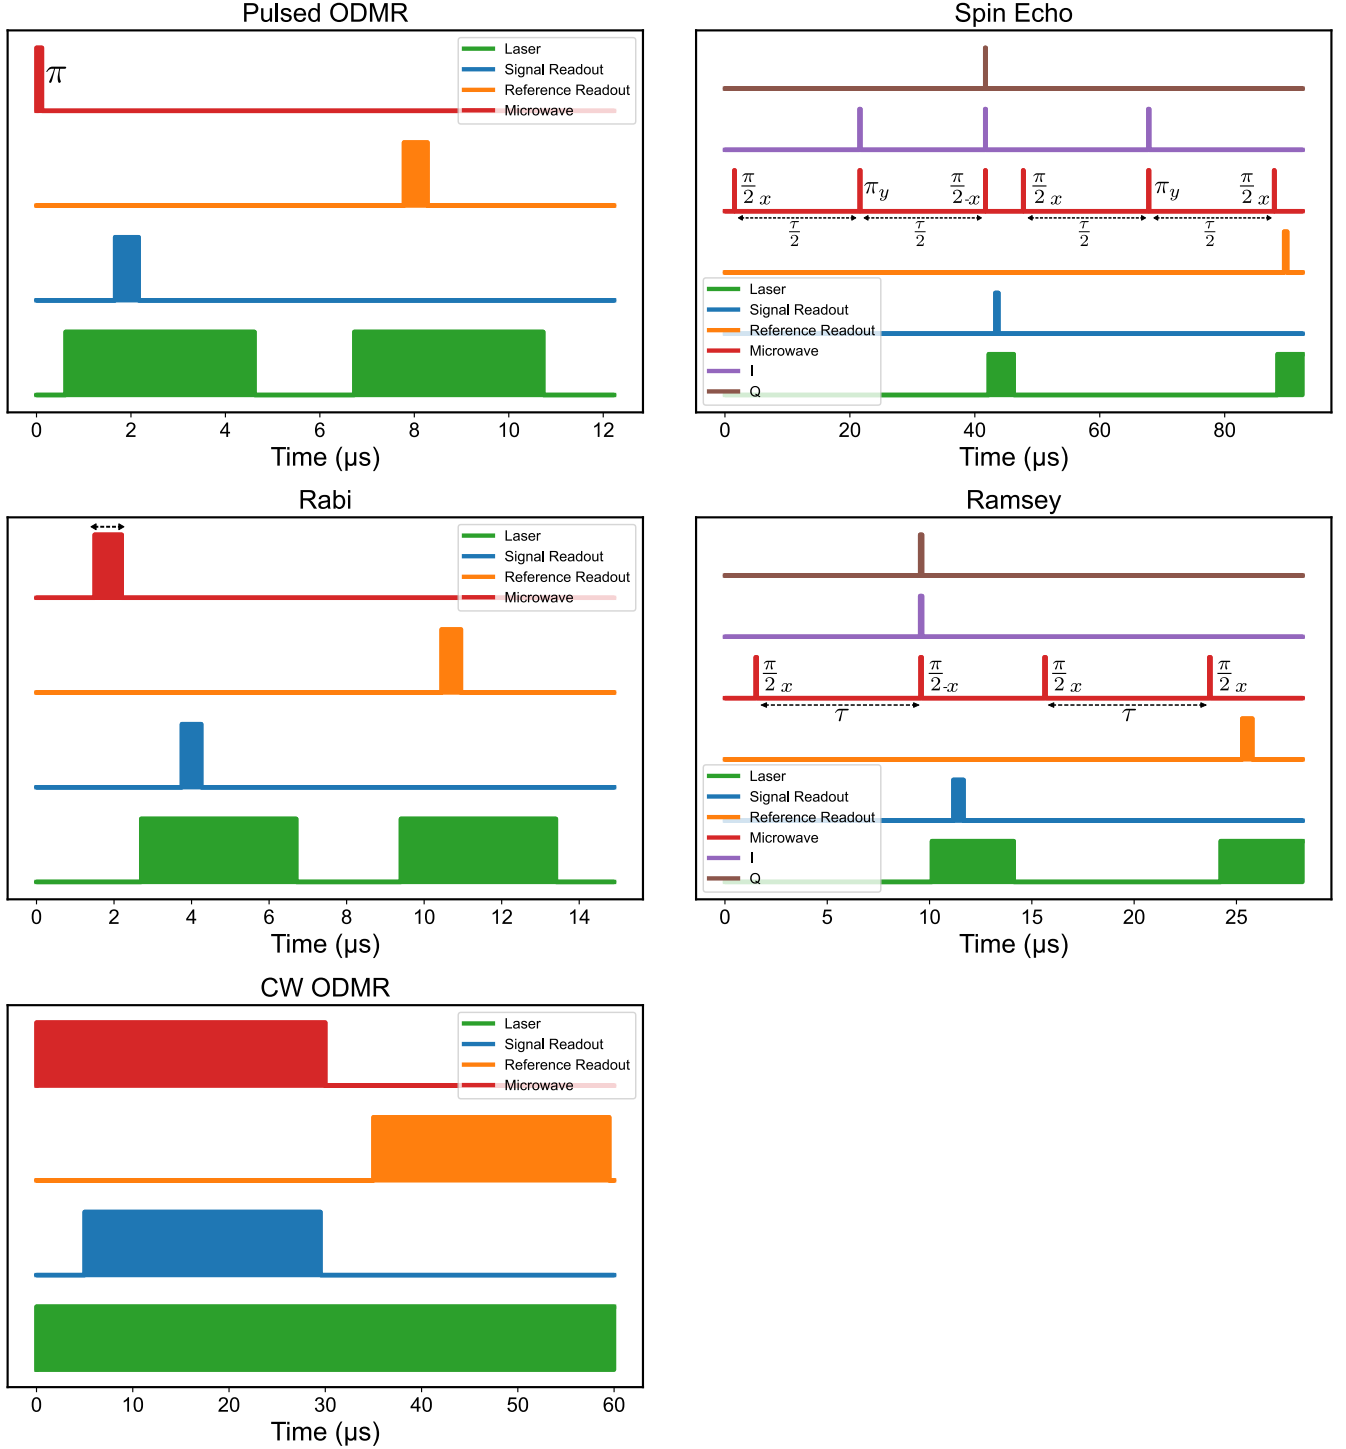 Pulsed ODMR
π
Laser
Signal Readout
Reference Readout
Microwave
0 2 4 6 8 10 12
Time (μs)
Spin Echo
π/2 x π y π/2 -x π/2 x π y π/2 x
τ/2 τ/2 τ/2 τ/2
Laser
Signal Readout
Reference Readout
Microwave
I
Q
0 20 40 60 80
Time (μs)
Rabi
Laser
Signal Readout
Reference Readout
Microwave
0 2 4 6 8 10 12 14
Time (μs)
Ramsey
π/2 x π/2 -x π/2 x π/2 x
τ τ
Laser
Signal Readout
Reference Readout
Microwave
I
Q
0 5 10 15 20 25
Time (μs)
CW ODMR
Laser
Signal Readout
Reference Readout
Microwave
0 10 20 30 40 50 60
Time (μs)